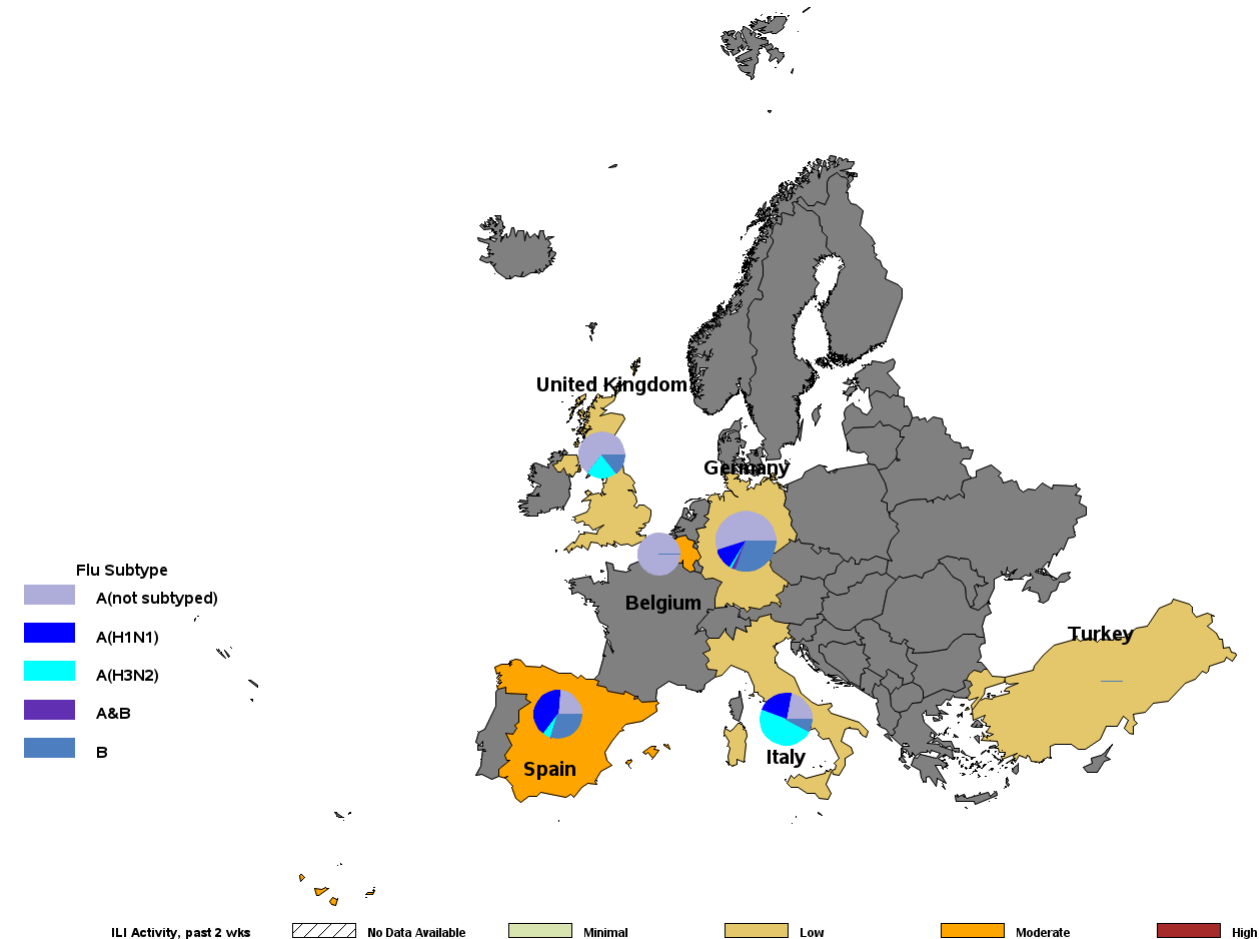 United Kingdom
Germany
Flu Subtype
A(not subtyped)
Belgium
A(H1N1)
Turkey
A(H3N2)
A&B
B
Italy
Spain
ILI Activity, past 2 wks No Data Available Minimal Low Moderate High